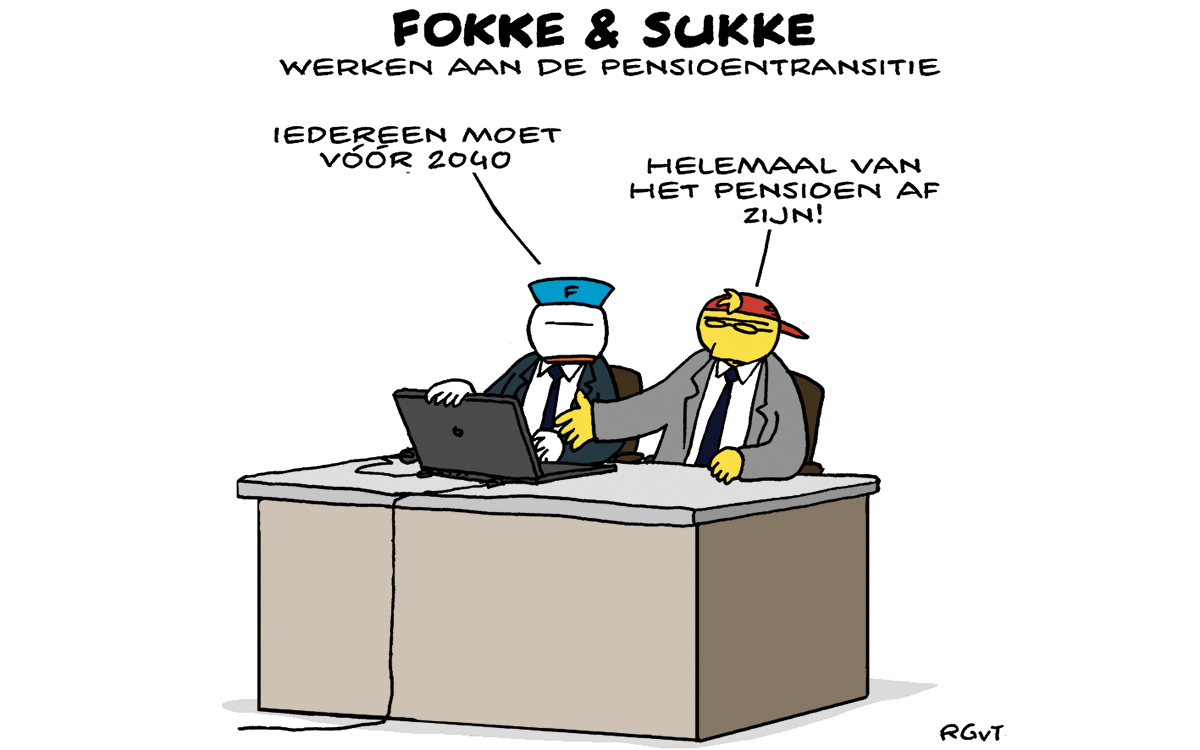 FOKKE & SUKKE
WERKEN AAN DE PENSIOENTRANSITIE
IEDEREEN MOET
VÓÓR 2040
HELEMAAL VAN
HET PENSIOEN AF
ZIJN!
F
RGvT